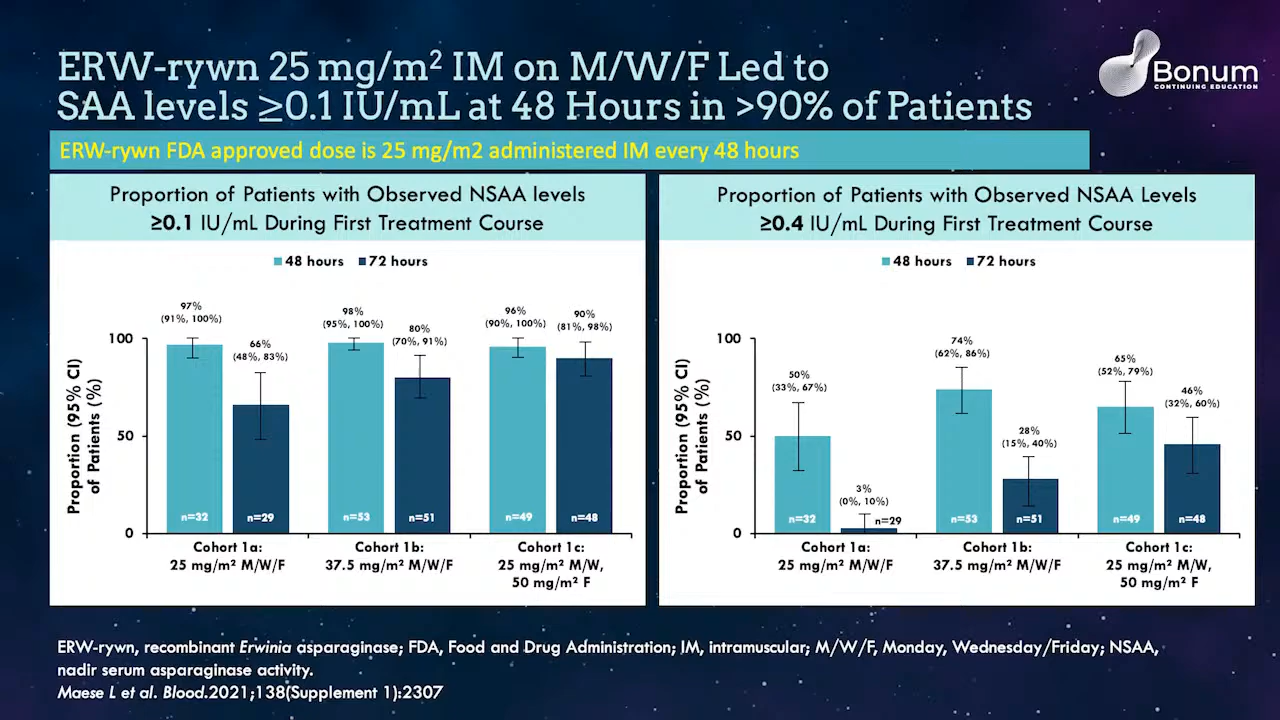 ERW-rywn 25 mg/m² IM on M/W/F Led to
SAA levels ≥0.1 IU/mL at 48 Hours in >90% of Patients
Bonum
CONTINUING EDUCATION
ERW-rywn FDA approved dose is 25 mg/m2 administered IM every 48 hours
Proportion of Patients with Observed NSAA levels
≥0.1 IU/mL During First Treatment Course
48 hours 72 hours
Proportion (95% CI)
of Patients (%)
100
50
0
97%
(91%, 100%)
66%
(48%, 83%)
98%
(95%, 100%)
80%
(70%, 91%)
96%
(90%, 100%)
90%
(81%, 98%)
n=32 n=29 n=53 n=51 n=49 n=48
Cohort 1a:
25 mg/m² M/W/F
Cohort 1b:
37.5 mg/m² M/W/F
Cohort 1c:
25 mg/m² M/W,
50 mg/m² F
Proportion of Patients with Observed NSAA Levels
≥0.4 IU/mL During First Treatment Course
48 hours 72 hours
Proportion (95% CI)
of Patients (%)
100
50
0
50%
(33%, 67%)
3%
(0%, 10%)
74%
(62%, 86%)
28%
(15%, 40%)
65%
(52%, 79%)
46%
(32%, 60%)
n=32 n=29 n=53 n=51 n=49 n=48
Cohort 1a:
25 mg/m² M/W/F
Cohort 1b:
37.5 mg/m² M/W/F
Cohort 1c:
25 mg/m² M/W,
50 mg/m² F
ERW-rywn, recombinant Erwinia asparaginase; FDA, Food and Drug Administration; IM, intramuscular; M/W/F, Monday, Wednesday/Friday; NSAA,
nadir serum asparaginase activity.
Maese L et al. Blood.2021;138(Supplement 1):2307